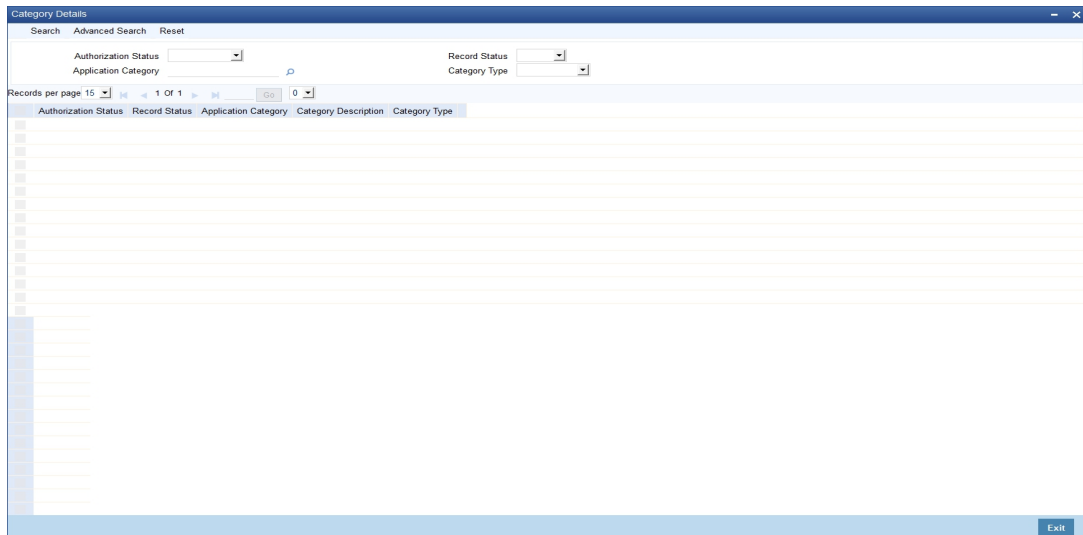 Category Details
Search Advanced Search Reset
Authorization Status Record Status
Application Category Category Type
Records per page 15 1 Of 1 Go 0
Authorization Status Record Status Application Category Category Description Category Type
Exit